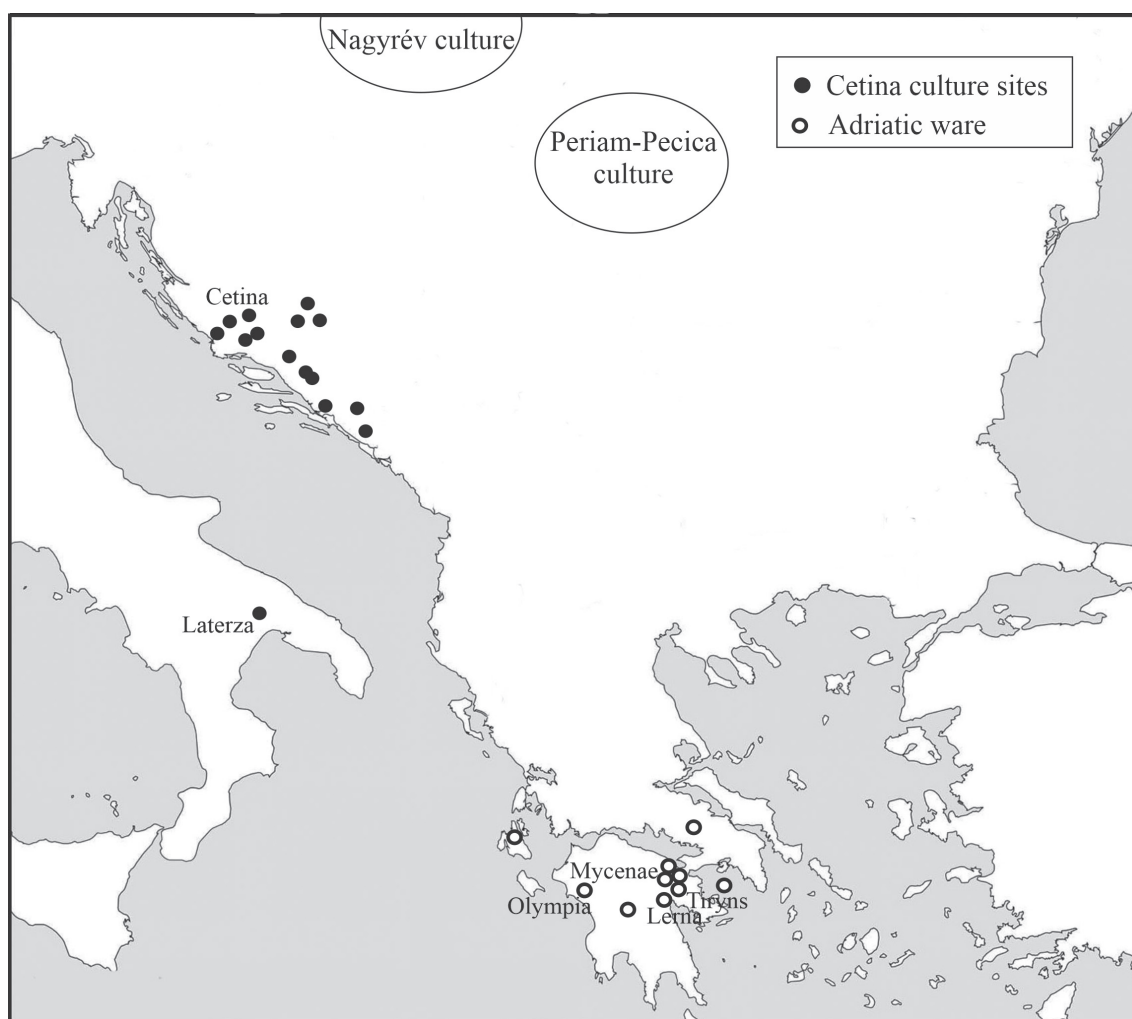 Nagyrév culture
Cetina culture sites
Adriatic ware
Periam-Pecica
culture
Cetina
Laterza
Mycenae
Olympia
Tiryns
Lerna